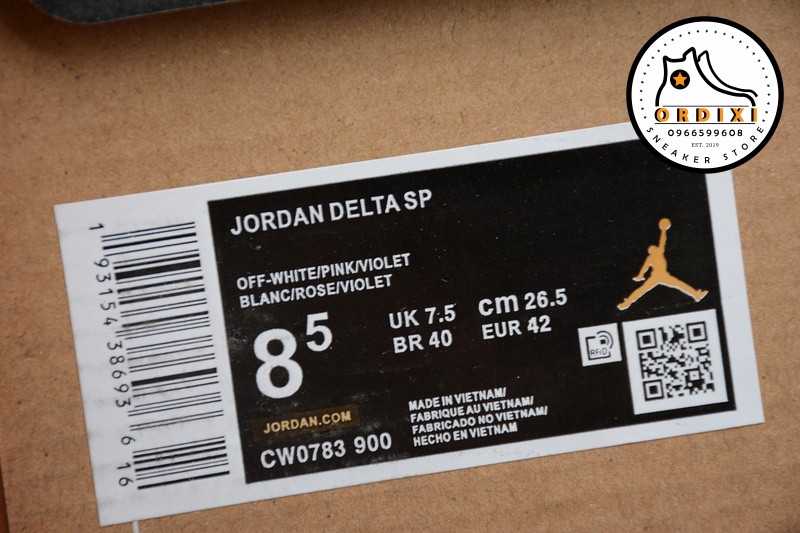 ORDIXI
0966599608
EST. 2019
SNEAKER STORE
JORDAN DELTA SP
OFF-WHITE/PINK/VIOLET
BLANC/ROSE/VIOLET
8 5
UK 7.5 cm 26.5
BR 40 EUR 42
RFID
JORDAN.COM
CW0783 900
MADE IN VIETNAM/
FABRIQUE AU VIETNAM/
FABRICADO NO VIETNAM/
HECHO EN VIETNAM
1 93154 38693 6 16